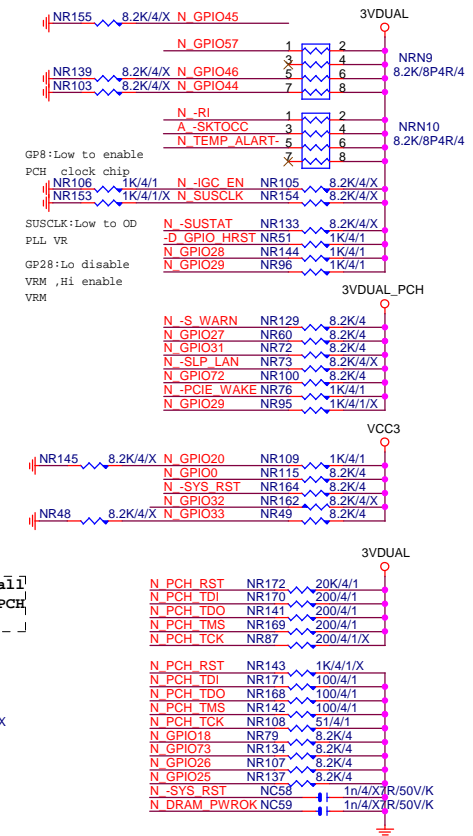 3VDUAL
NR155 8.2K/4/X N_GPIO45
N_GPIO57 1 2
3 4 NRN9
NR139 8.2K/4/X N_GPIO46 5 6 8.2K/8P4R/4
NR103 8.2K/4/X N_GPIO44 7 8
N_-RI 1 2
A_-SKTOCC 3 4 NRN10
N_TEMP_ALART- 5 6 8.2K/8P4R/4
7 8
GP8:Low to enable
PCH clock chip
NR106 1K/4/1 N_-IGC_EN NR105 8.2K/4/X
NR153 1K/4/1/X N_SUSCLK NR154 8.2K/4/X
SUSCLK:Low to OD
PLL VR
N_-SUSTAT NR133 8.2K/4/X
-D_GPIO_HRST NR51 1K/4/1
N_GPIO28 NR144 1K/4/1
N_GPIO29 NR96 1K/4/1
GP28:Lo disable
VRM ,Hi enable
VRM
3VDUAL_PCH
N_-S_WARN NR129 8.2K/4
N_GPIO27 NR60 8.2K/4
N_GPIO31 NR72 8.2K/4
N_-SLP_LAN NR73 8.2K/4/X
N_GPIO72 NR100 8.2K/4
N_-PCIE_WAKE NR76 1K/4/1
N_GPIO29 NR95 1K/4/1/X
VCC3
NR145 8.2K/4/X N_GPIO20 NR109 1K/4/1
N_GPIO0 NR115 8.2K/4
N_-SYS_RST NR164 8.2K/4
N_GPIO32 NR162 8.2K/4/X
NR48 8.2K/4/X N_GPIO33 NR49 8.2K/4
3VDUAL
all
PCH
N_PCH_RST NR172 20K/4/1
N_PCH_TDI NR170 200/4/1
N_PCH_TDO NR141 200/4/1
N_PCH_TMS NR169 200/4/1
N_PCH_TCK NR87 200/4/1/X
N_PCH_RST NR143 1K/4/1/X
N_PCH_TDI NR171 100/4/1
N_PCH_TDO NR168 100/4/1
N_PCH_TMS NR142 100/4/1
N_PCH_TCK NR108 51/4/1
X
N_GPIO18 NR79 8.2K/4
N_GPIO73 NR134 8.2K/4
N_GPIO26 NR107 8.2K/4
N_GPIO25 NR137 8.2K/4
N_-SYS_RST NC58 1n/4/X7R/50V/K
N_DRAM_PWROK NC59 1n/4/X7R/50V/K